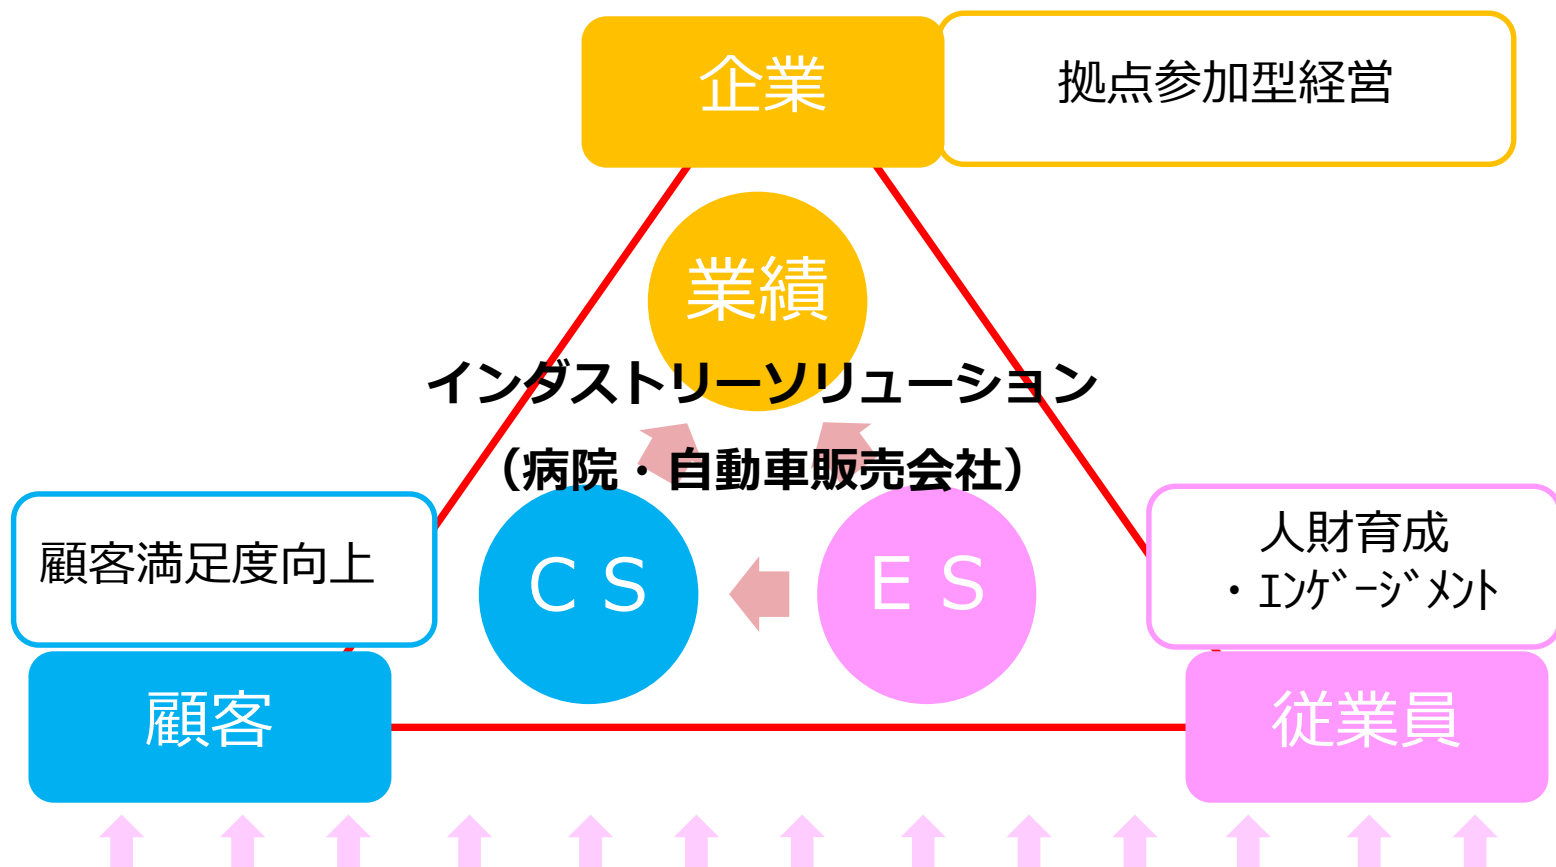 企業
拠点参加型経営
業績
インダストリーソリューション
（病院・自動車販売会社）
顧客満足度向上
ＣＳ
ＥＳ
人財育成
・ｴﾝｹﾞｰｼﾞﾒﾝﾄ
顧客
従業員